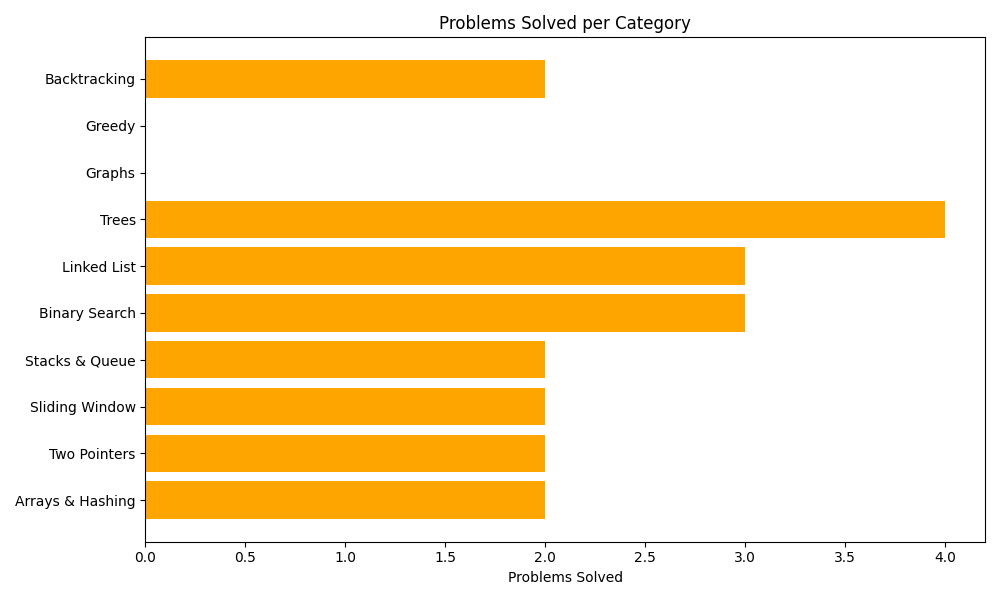 Problems Solved per Category
Backtracking
Greedy
Graphs
Trees
Linked List
Binary Search
Stacks & Queue
Sliding Window
Two Pointers
Arrays & Hashing
0.0 0.5 1.0 1.5 2.0 2.5 3.0 3.5 4.0
Problems Solved